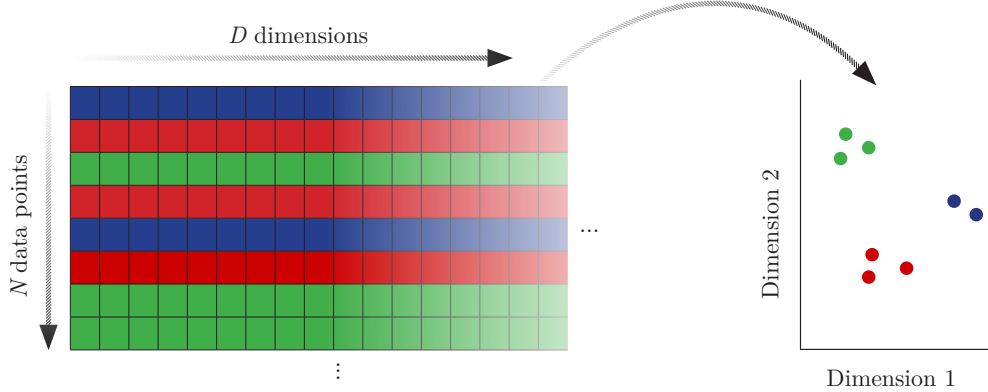 D dimensions
N data points
...
⋮
Dimension 2
Dimension 1